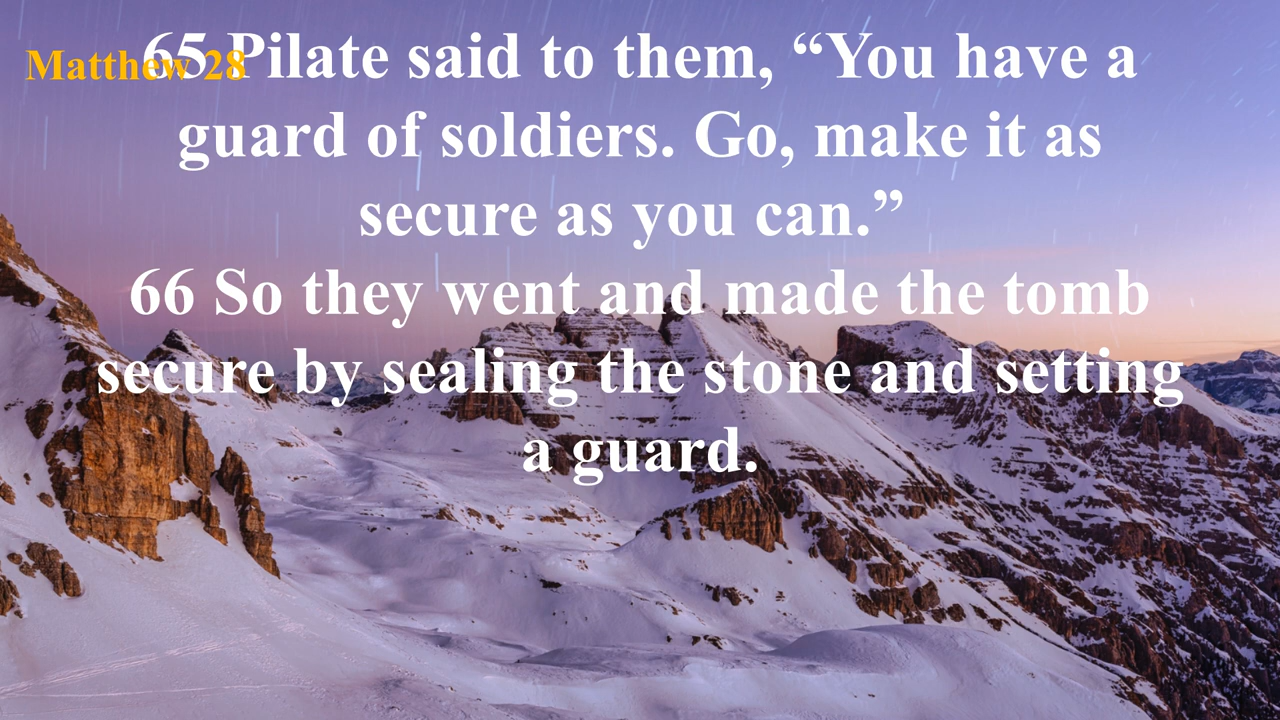 Matthew 28
65 Pilate said to them, “You have a
guard of soldiers. Go, make it as
secure as you can.”
66 So they went and made the tomb
secure by sealing the stone and setting
a guard.